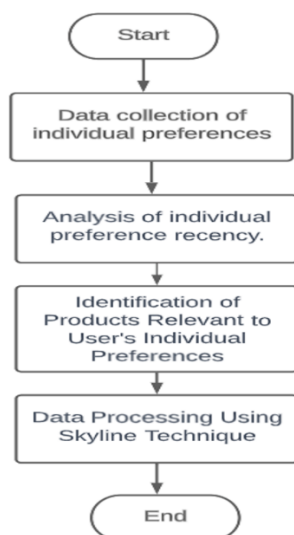 Start
Data collection of
individual preferences
Analysis of individual
preference recency.
Identification of
Products Relevant to
User's Individual
Preferences
Data Processing Using
Skyline Technique
End